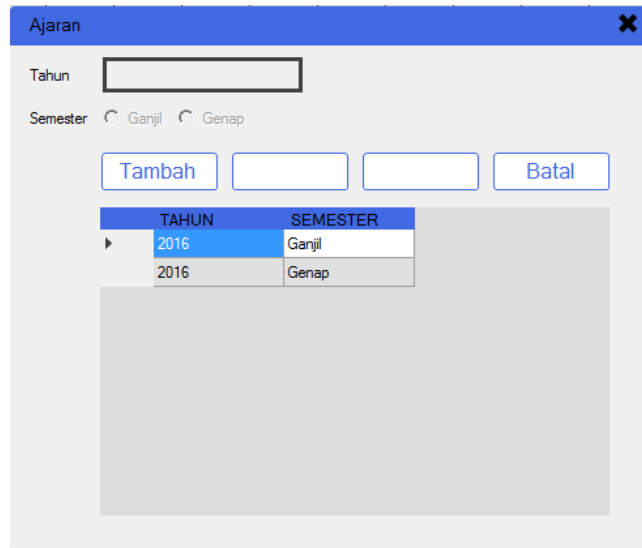 Ajaran
Tahun
Semester Ganjil Genap
Tambah Batal
TAHUN SEMESTER
2016 Ganjil
2016 Genap